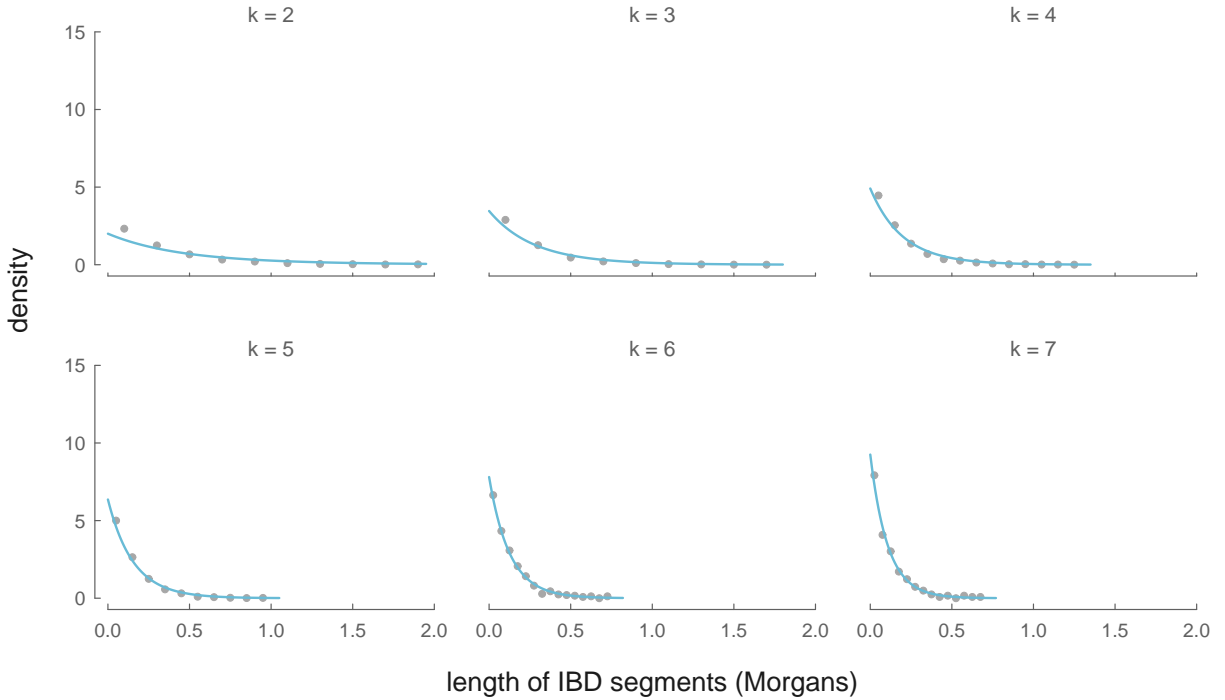 k = 2 k = 3 k = 4
15
10
5
0
k = 5 k = 6 k = 7
15
10
5
0
0.0 0.5 1.0 1.5 2.0 0.0 0.5 1.0 1.5 2.0 0.0 0.5 1.0 1.5 2.0
density
length of IBD segments (Morgans)